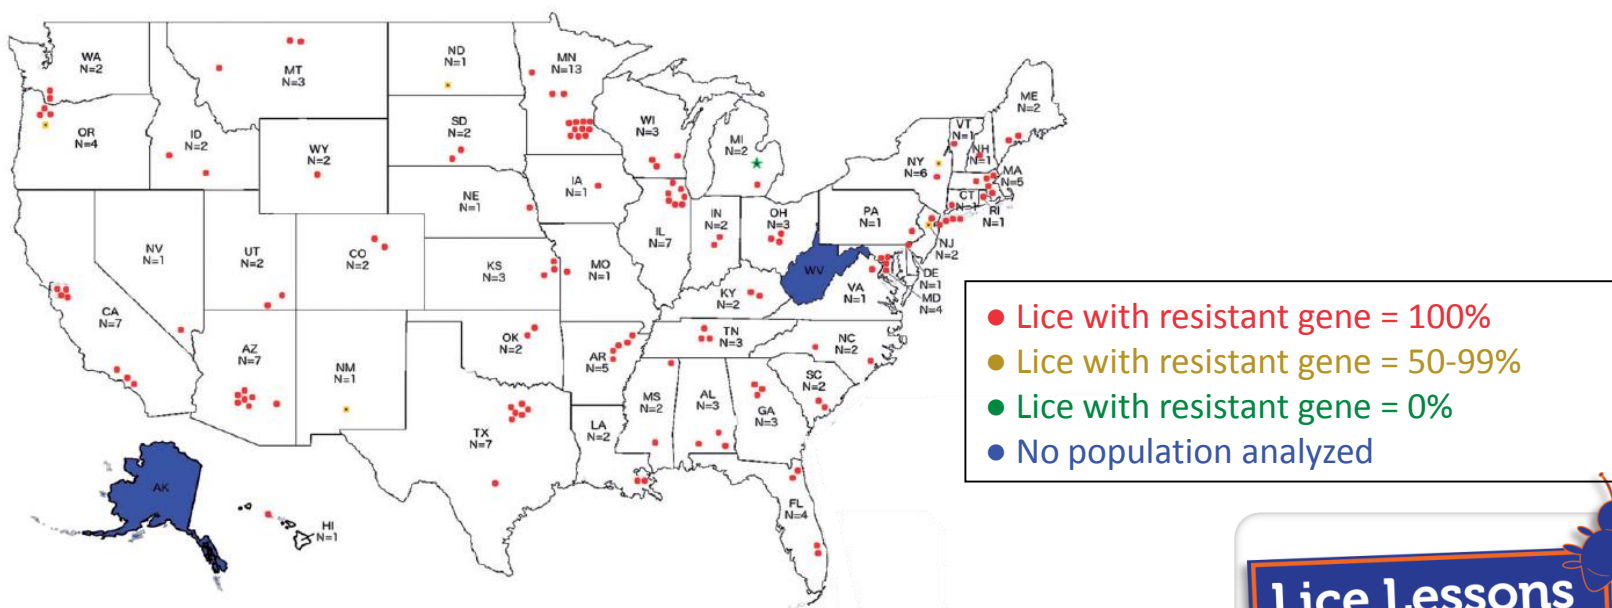 WA
N=2
MT
N=3
ND
N=1
MN
N=13
ME
N=2
OR
N=4
ID
N=2
WY
N=2
SD
N=2
WI
N=3
MI
N=2
VT
N=1
NH
N=1
NY
N=6
MA
N=5
NE
N=1
IA
N=1
IL
N=7
IN
N=2
OH
N=3
PA
N=1
CT
N=1
RI
N=1
NJ
N=2
NV
N=1
UT
N=2
CO
N=2
KS
N=3
MO
N=1
KY
N=2
WV
VA
N=1
DE
N=1
MD
N=4
CA
N=7
AZ
N=7
NM
N=1
OK
N=2
AR
N=5
TN
N=3
NC
N=2
SC
N=2
TX
N=7
LA
N=2
MS
N=2
AL
N=3
GA
N=3
FL
N=4
AK
HI
N=1
● Lice with resistant gene = 100%
● Lice with resistant gene = 50-99%
● Lice with resistant gene = 0%
● No population analyzed
Lice Lessons